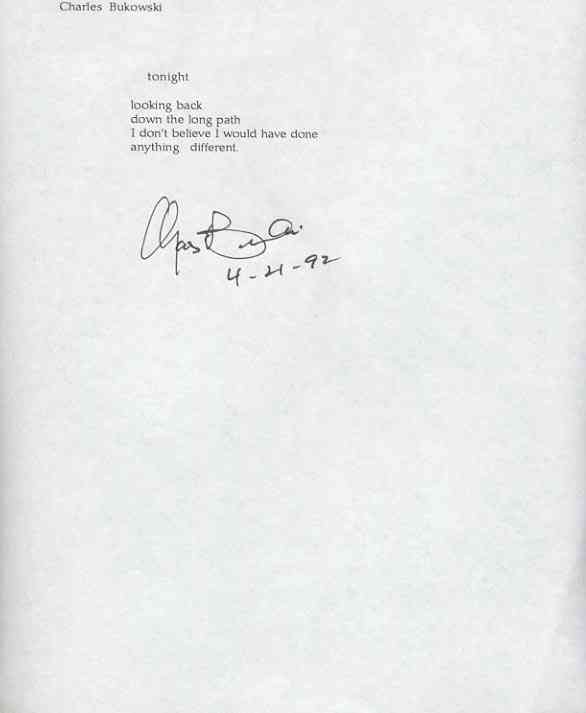 Charles Bukowski
tonight
looking back
down the long path
I don't believe I would have done
anything different.
4-21-92